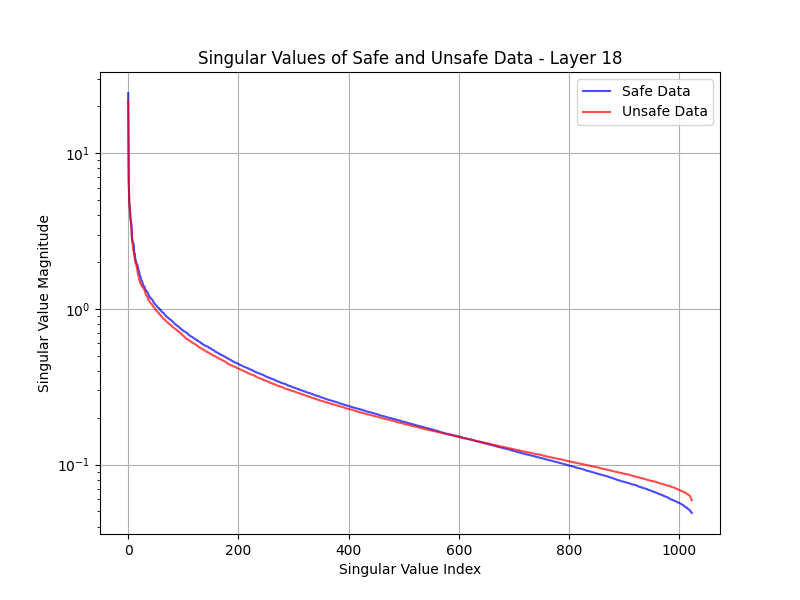 Singular Values of Safe and Unsafe Data - Layer 18
Safe Data
Unsafe Data
Singular Value Magnitude
10¹
10⁰
10⁻¹
0 200 400 600 800 1000
Singular Value Index